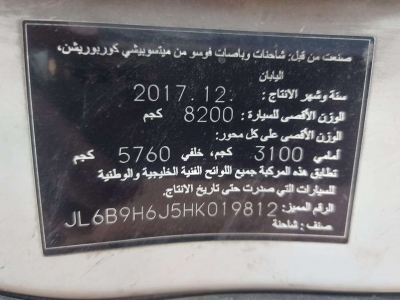 صنعت من قبل: شاحنات وباصات فوسو من ميتسوبيشي كوربوريشن،
اليابان
سنة وشهر الانتاج : 2017.12.
الوزن الأقصى للسيارة : 8200 كجم
الوزن الأقصى على كل محور:
أمامي 3100 كجم، خلفي 5760 كجم
تطابق هذه المركبة جميع اللوائح الفنية الخليجية والوطنية
للسيارات التي صدرت حتى تاريخ الانتاج.
الرقم المميز: JL6B9H6J5HK019812
صنف : شاحنة